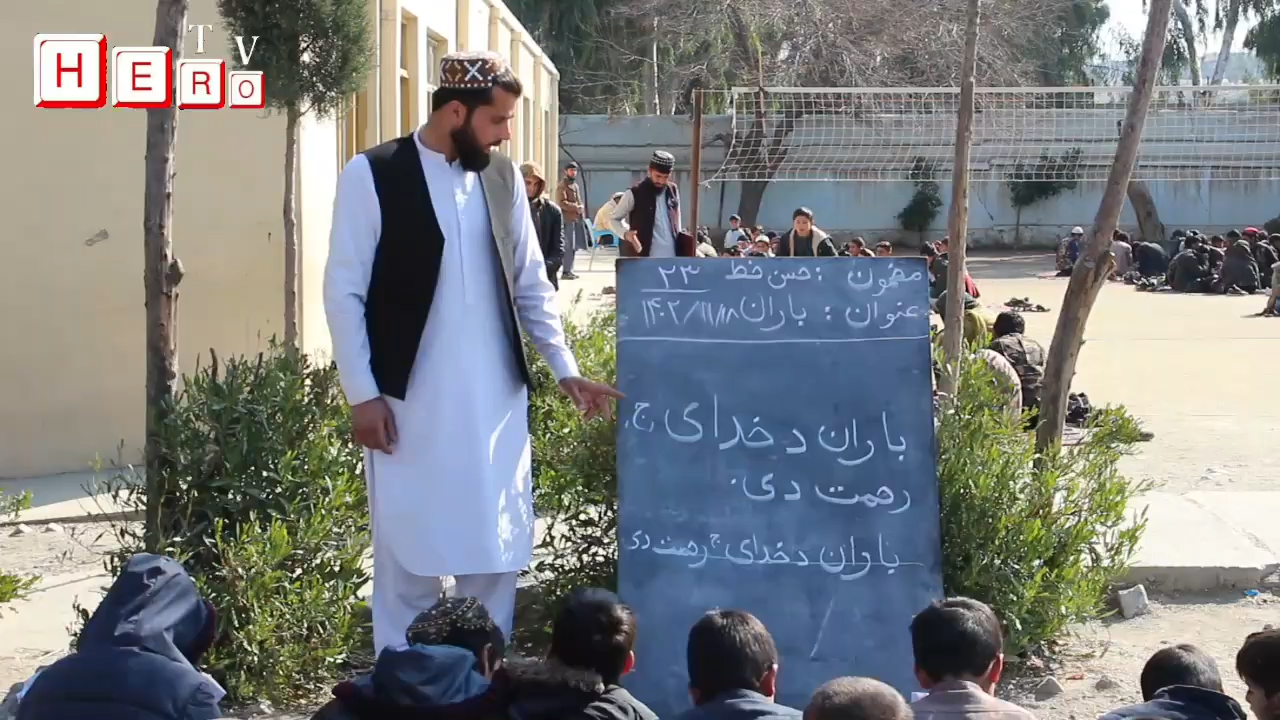 HERO TV
مضمون : حسن خط ۲۳
عنوان : باران ۱۴۰۲/۱۱/۱۸
باران د خدای ج،
رحمت دی.
باران د خدای ج رحمت دی